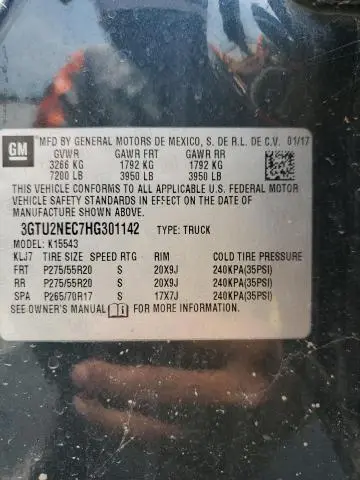 GM
MFD BY GENERAL MOTORS DE MEXICO, S. DE R.L. DE C.V. 01/17
GVWR GAWR FRT GAWR RR
3266 KG 1792 KG 1792 KG
7200 LB 3950 LB 3950 LB
THIS VEHICLE CONFORMS TO ALL APPLICABLE U.S. FEDERAL MOTOR
VEHICLE SAFETY STANDARDS IN EFFECT ON THE DATE OF
MANUFACTURE SHOWN ABOVE.
3GTU2NEC7HG301142 TYPE: TRUCK
MODEL: K15543
KLJ7 TIRE SIZE SPEED RTG RIM COLD TIRE PRESSURE
FRT P275/55R20 S 20X9J 240KPA(35PSI)
RR P275/55R20 S 20X9J 240KPA(35PSI)
SPA P265/70R17 S 17X7J 240KPA(35PSI)
SEE OWNER'S MANUAL FOR MORE INFORMATION.